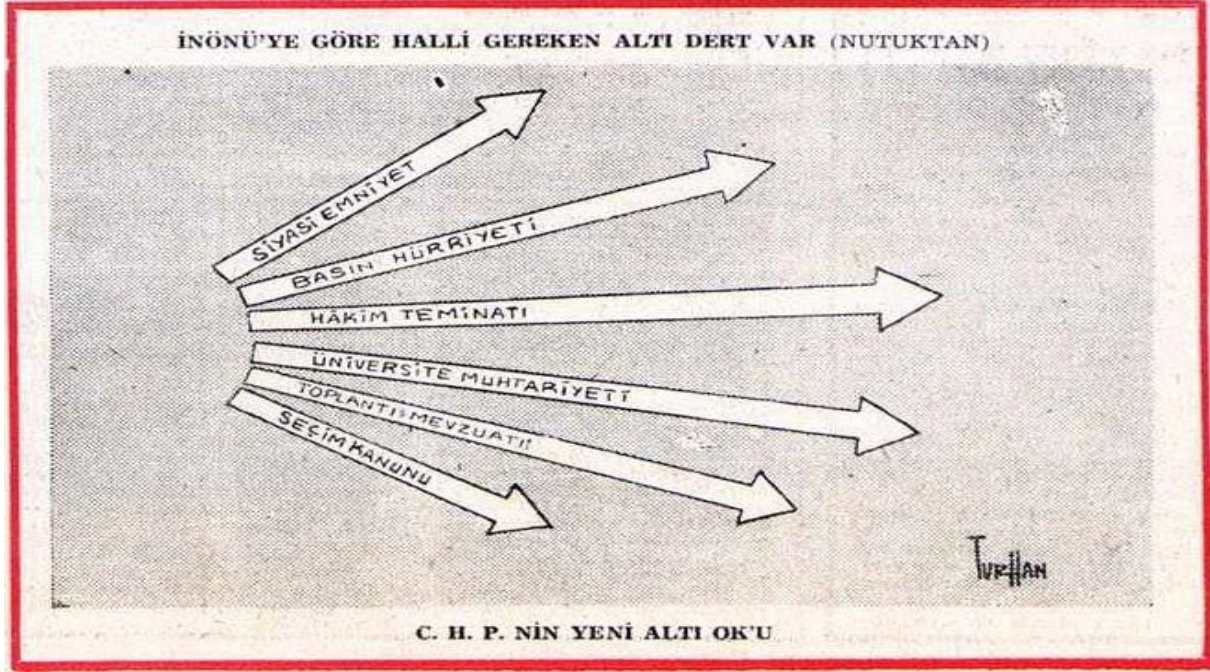 İNÖNÜ'YE GÖRE HALLİ GEREKEN ALTI DERT VAR (NUTUKTAN)
SİYASİ EMNİYET
BASIN HÜRRİYETİ
HÂKİM TEMİNATI
ÜNİVERSİTE MUHTARİYETİ
TOPLANTI MEVZUATI
SEÇİM KANUNU
TURHAN
C. H. P. NİN YENİ ALTI OK'U